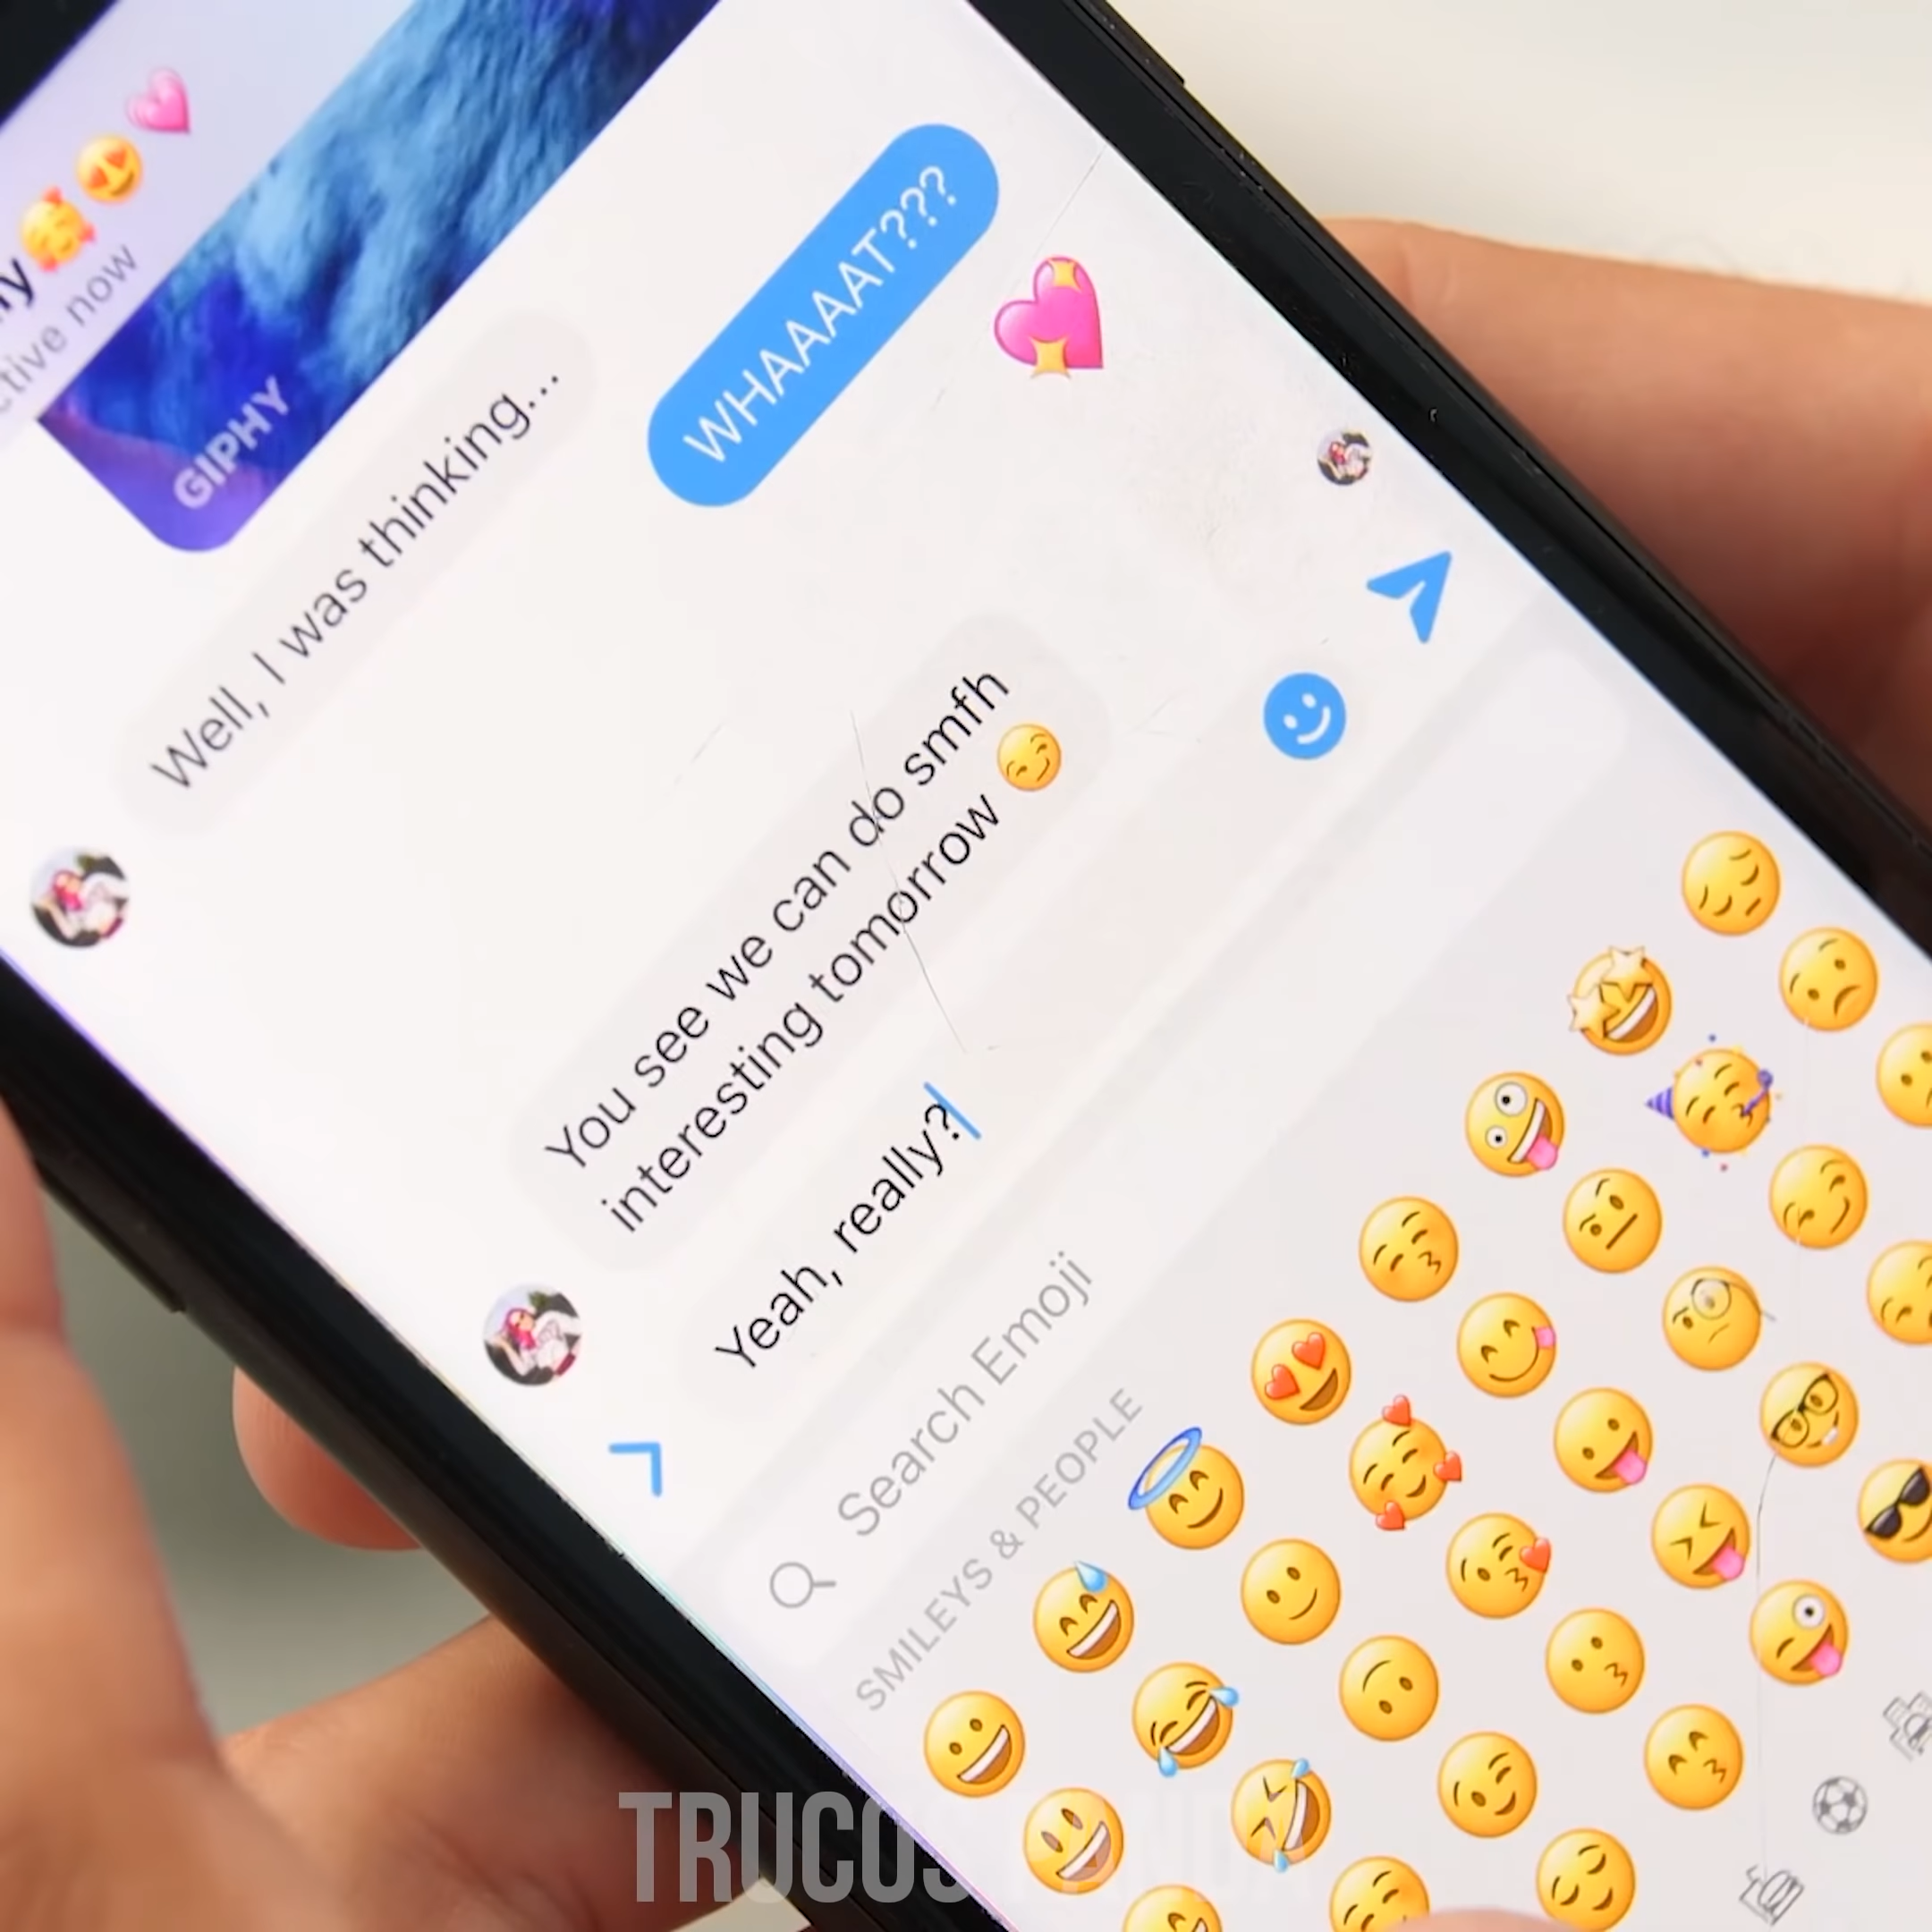 ny🥰😍💗
ctive now
GIPHY
Well, I was thinking...
WHAAAAT???
You see we can do smfh
interesting tomorrow 😏
Yeah, really?
Search Emoji
SMILEYS & PEOPLE
TRUCOS